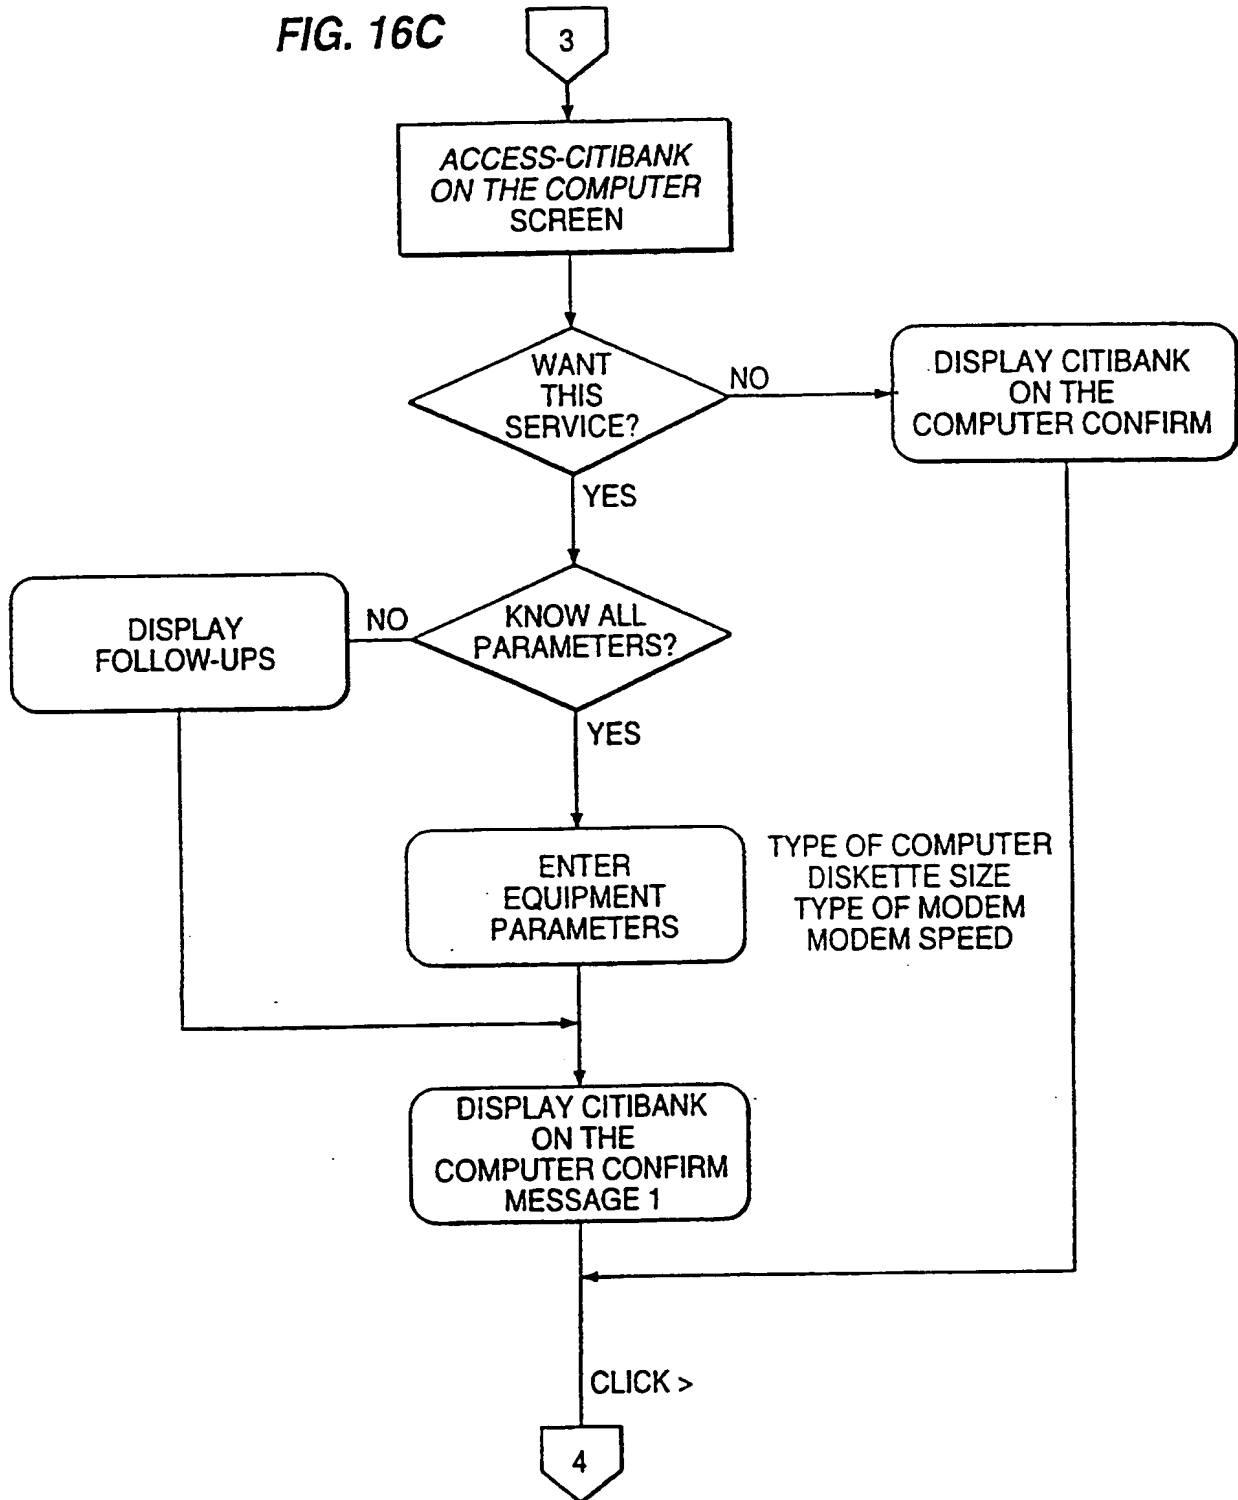 FIG. 16C
3
ACCESS-CITIBANK
ON THE COMPUTER
SCREEN
WANT
THIS
SERVICE?
NO
DISPLAY CITIBANK
ON THE
COMPUTER CONFIRM
YES
KNOW ALL
PARAMETERS?
NO
DISPLAY
FOLLOW-UPS
YES
ENTER
EQUIPMENT
PARAMETERS
TYPE OF COMPUTER
DISKETTE SIZE
TYPE OF MODEM
MODEM SPEED
DISPLAY CITIBANK
ON THE
COMPUTER CONFIRM
MESSAGE 1
CLICK >
4